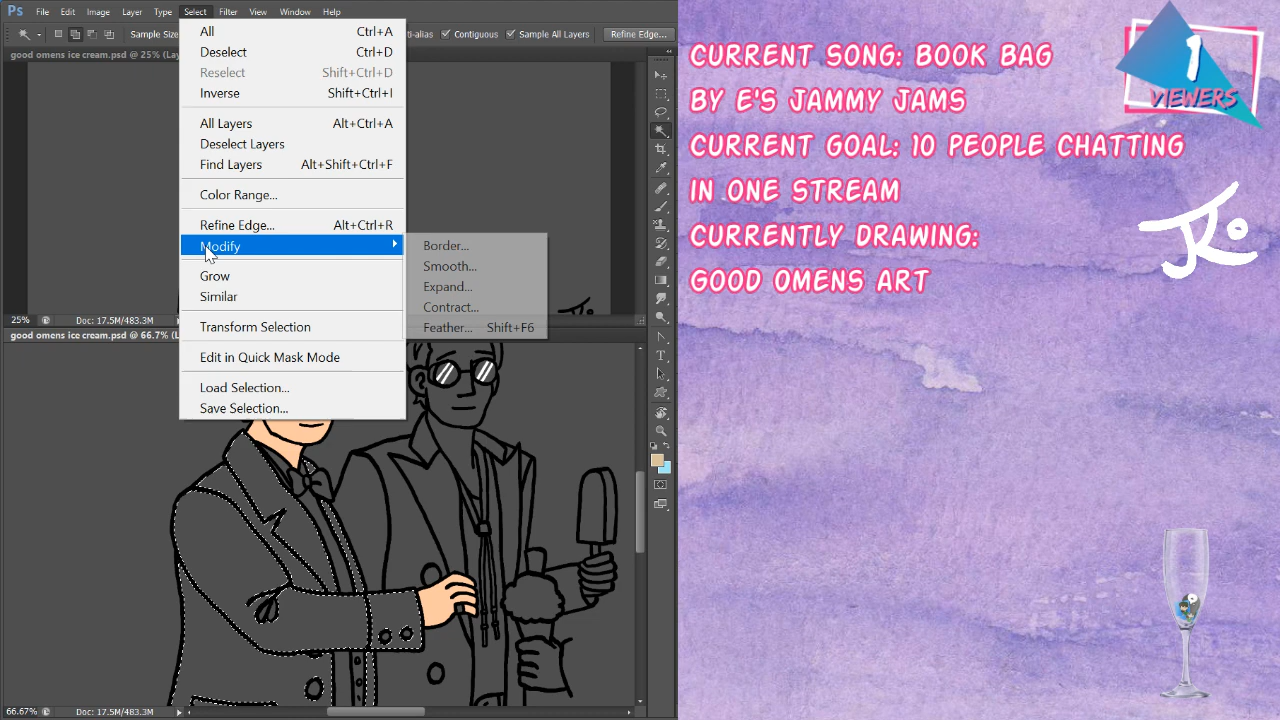 Ps File Edit Image Layer Type Select Filter View Window Help
Sample Size
Contiguous Sample All Layers Refine Edge...
good omens ice cream.psd @ 25%
All Ctrl+A
Deselect Ctrl+D
Reselect Shift+Ctrl+D
Inverse Shift+Ctrl+I
All Layers Alt+Ctrl+A
Deselect Layers
Find Layers Alt+Shift+Ctrl+F
Color Range...
Refine Edge... Alt+Ctrl+R
Modify
Grow
Similar
Transform Selection
Edit in Quick Mask Mode
Load Selection...
Save Selection...
Border...
Smooth...
Expand...
Contract...
Feather... Shift+F6
25% Doc: 17.5M/483.3M
good omens ice cream.psd @ 66.7%
66.67% Doc: 17.5M/483.3M
CURRENT SONG: BOOK BAG
BY E'S JAMMY JAMS
CURRENT GOAL: 10 PEOPLE CHATTING
IN ONE STREAM
CURRENTLY DRAWING:
GOOD OMENS ART
1
VIEWERS